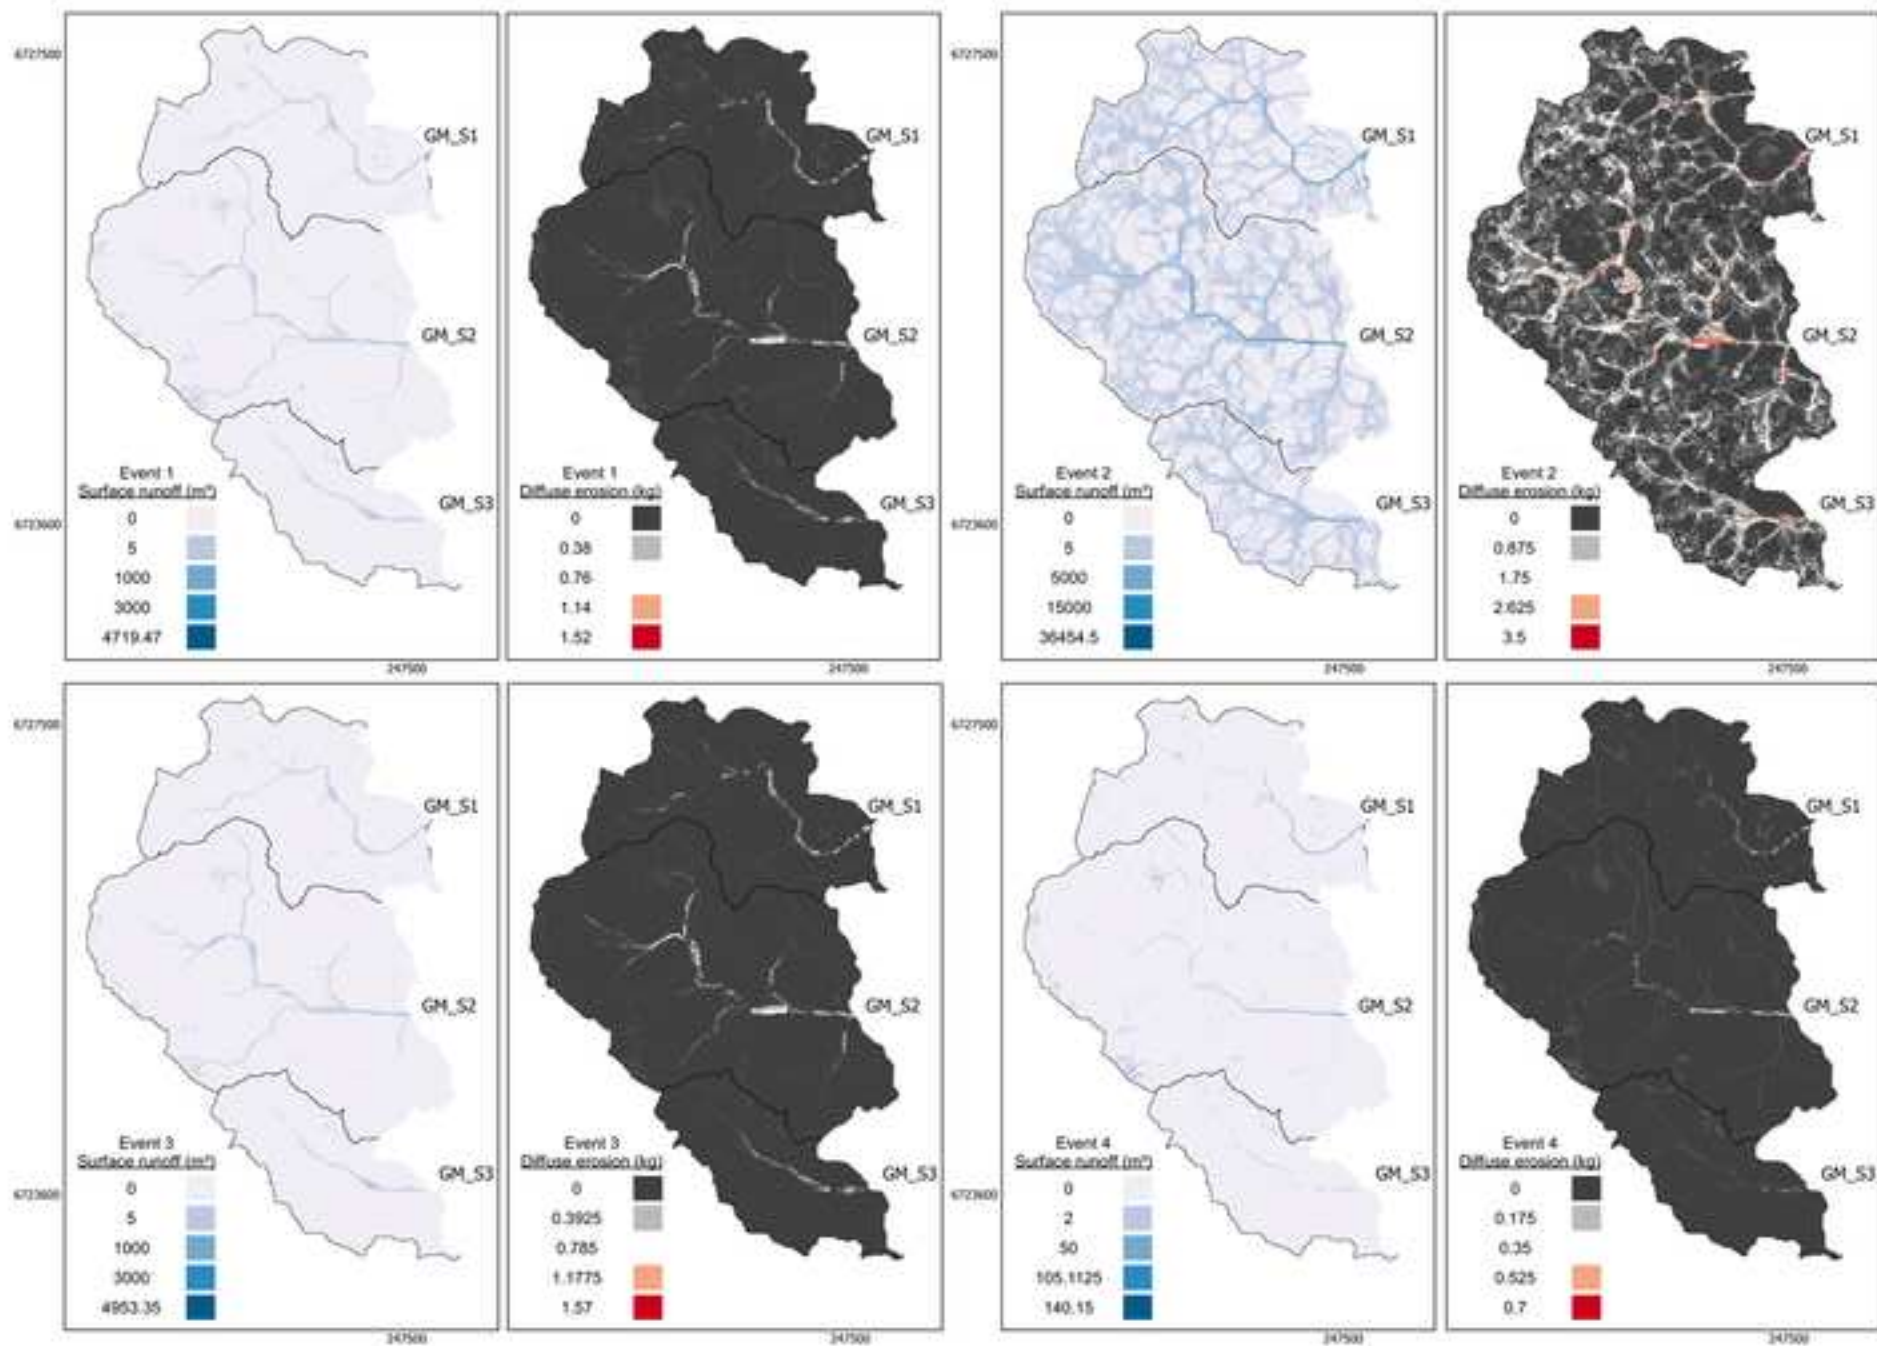 6727500
GM_S1
GM_S2
GM_S3
6723600
Event 1
Surface runoff (m³)
0
5
1000
3000
4719.47
247500
GM_S1
GM_S2
GM_S3
Event 1
Diffuse erosion (kg)
0
0.38
0.76
1.14
1.52
247500
6727500
GM_S1
GM_S2
GM_S3
6723600
Event 2
Surface runoff (m³)
0
5
5000
15000
36454.5
247500
GM_S1
GM_S2
GM_S3
Event 2
Diffuse erosion (kg)
0
0.875
1.75
2.625
3.5
247500
6727500
GM_S1
GM_S2
GM_S3
6723600
Event 3
Surface runoff (m³)
0
5
1000
3000
4953.35
247500
GM_S1
GM_S2
GM_S3
Event 3
Diffuse erosion (kg)
0
0.3925
0.785
1.1775
1.57
247500
6727500
GM_S1
GM_S2
GM_S3
6723600
Event 4
Surface runoff (m³)
0
2
50
105.1125
140.15
247500
GM_S1
GM_S2
GM_S3
Event 4
Diffuse erosion (kg)
0
0.175
0.35
0.525
0.7
247500